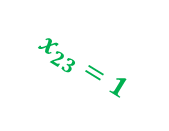 x₂₃ = 1